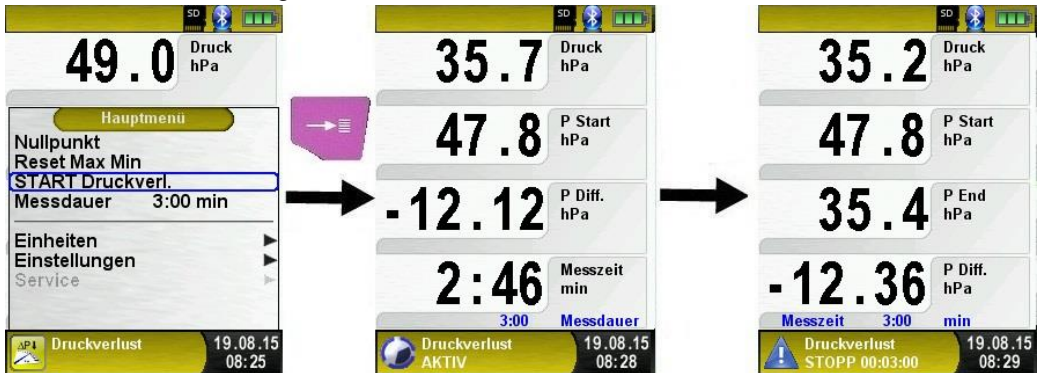 SD
49.0 Druck hPa
Hauptmenü
Nullpunkt
Reset Max Min
START Druckverl.
Messdauer 3:00 min
Einheiten
Einstellungen
Service
ΔP
Druckverlust 19.08.15
08:25
SD
35.7 Druck hPa
47.8 P Start hPa
-12.12 P Diff. hPa
2:46 Messzeit min
3:00 Messdauer
Druckverlust 19.08.15
AKTIV 08:28
SD
35.2 Druck hPa
47.8 P Start hPa
35.4 P End hPa
-12.36 P Diff. hPa
Messzeit 3:00 min
Druckverlust 19.08.15
STOPP 00:03:00 08:29